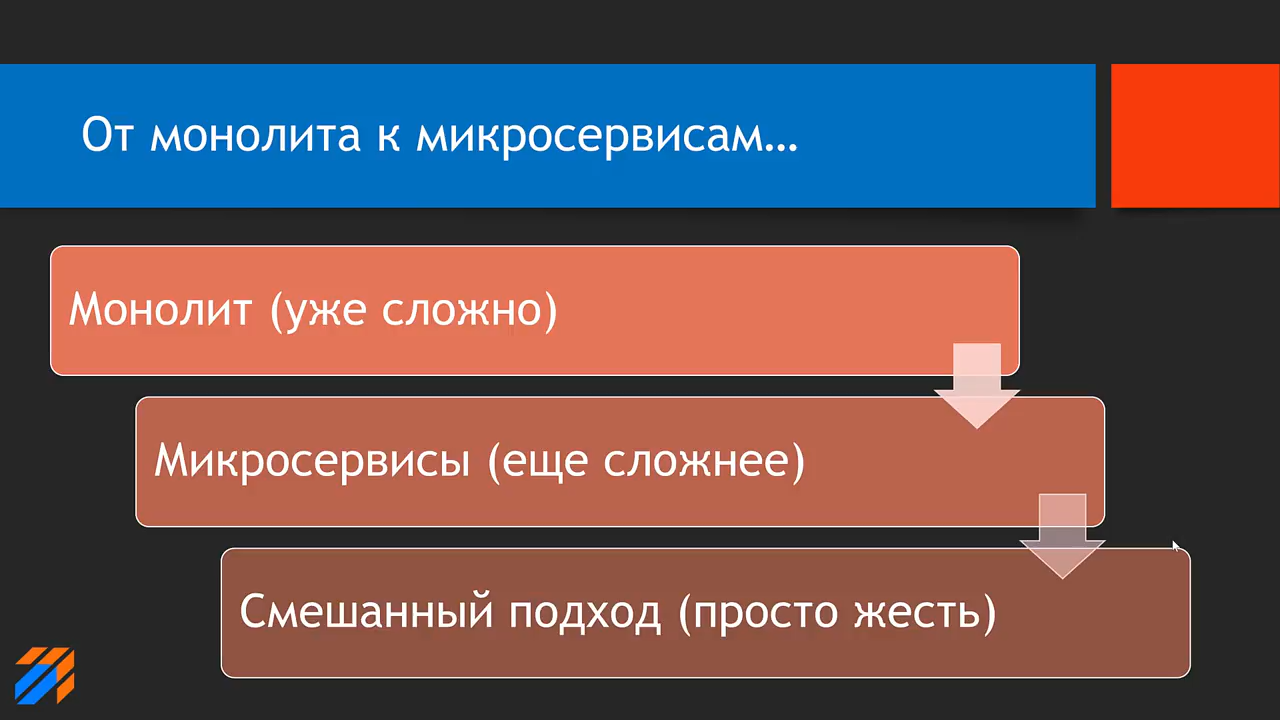 От монолита к микросервисам…
Монолит (уже сложно)
Микросервисы (еще сложнее)
Смешанный подход (просто жесть)